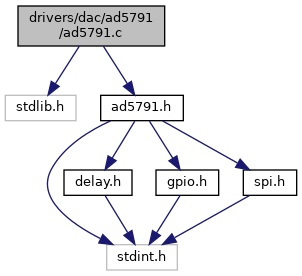 drivers/dac/ad5791
/ad5791.c
stdlib.h
ad5791.h
delay.h
gpio.h
spi.h
stdint.h